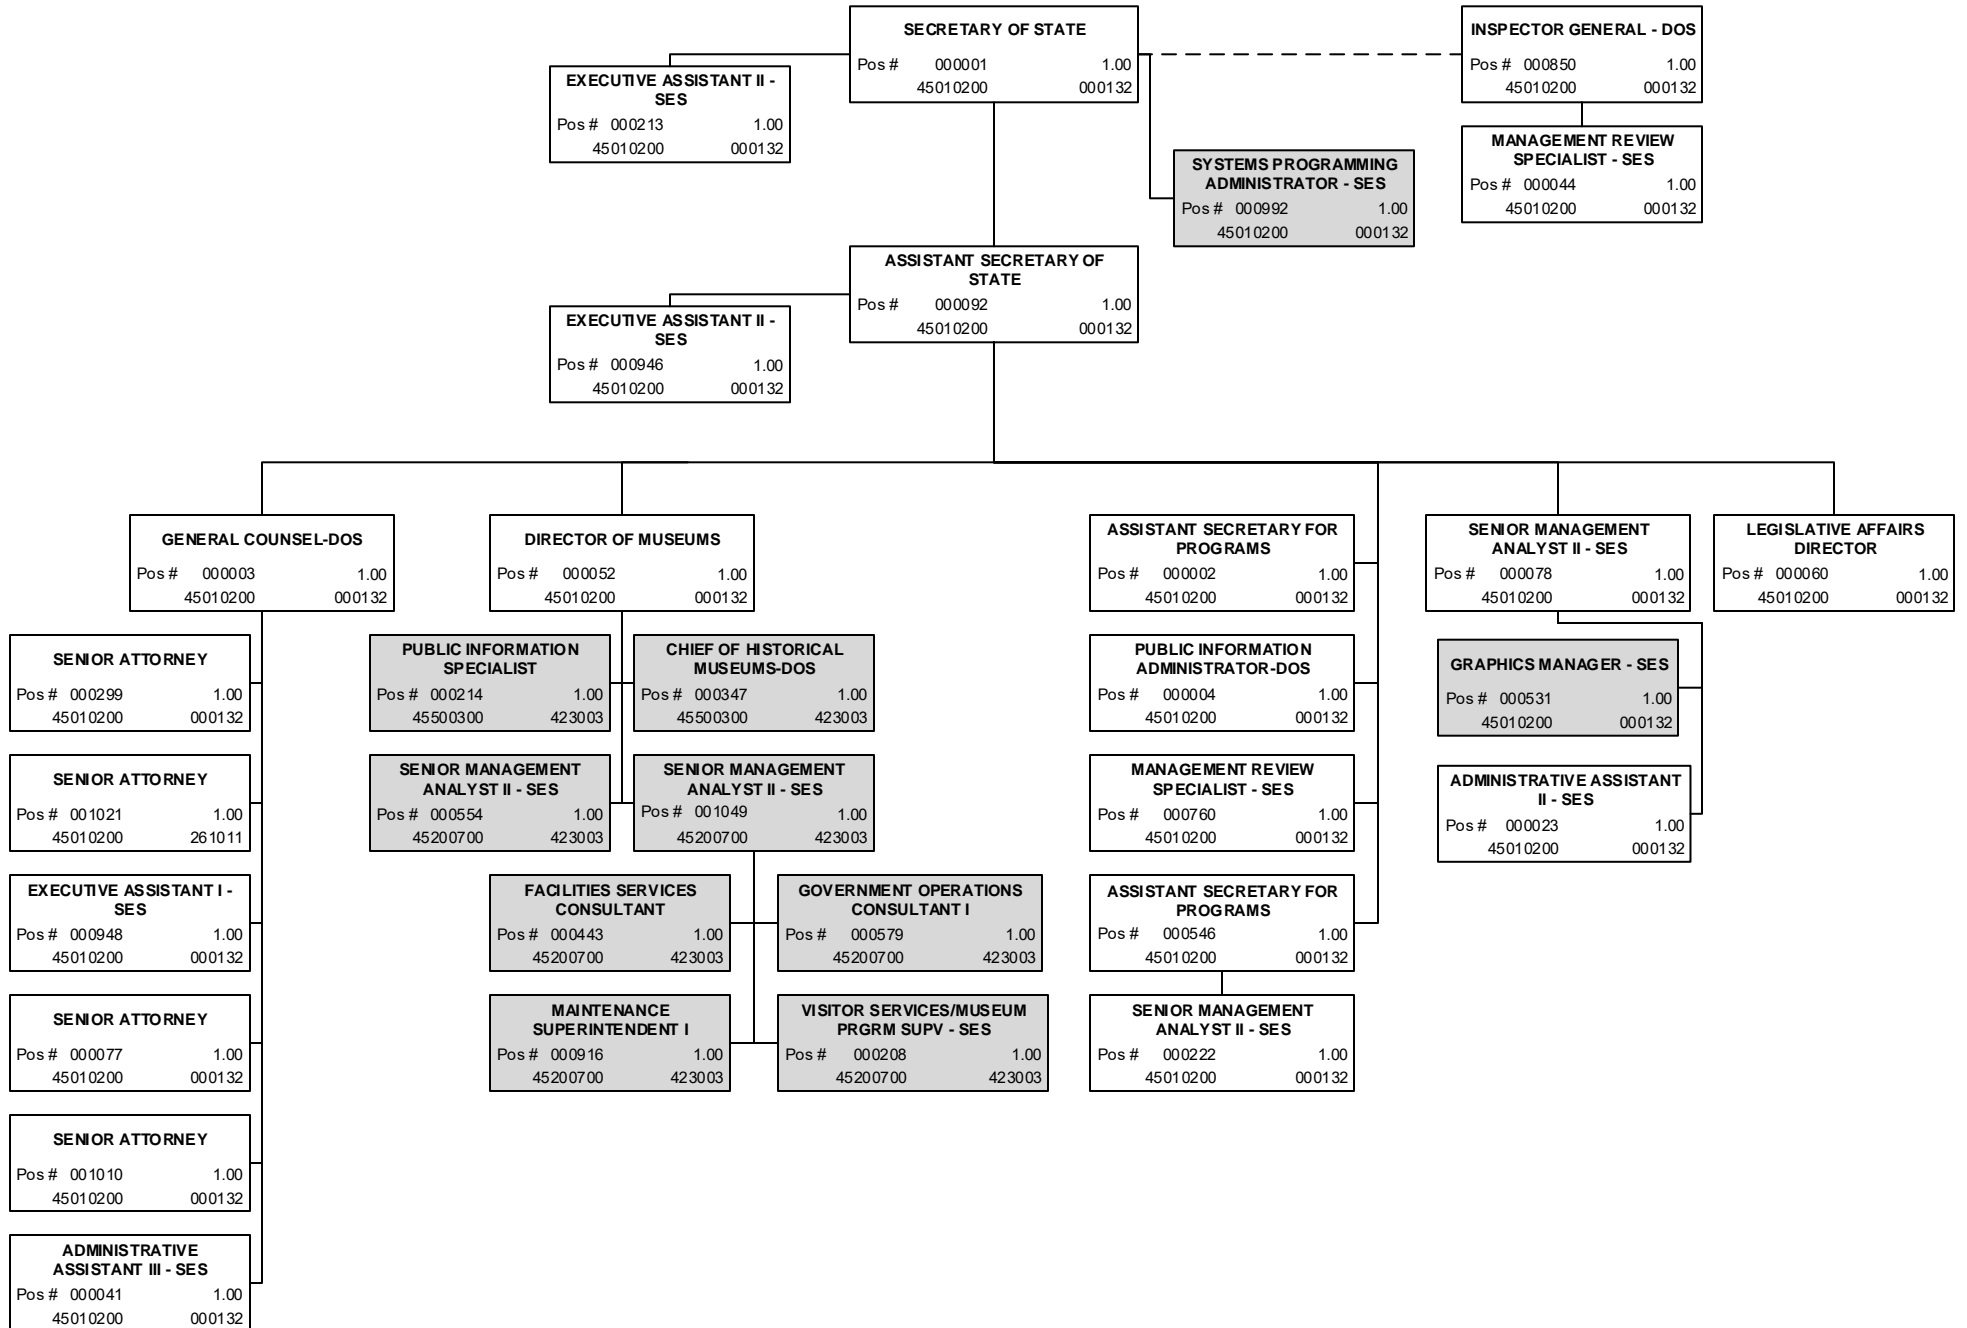 SECRETARY OF STATE
Pos # 000001 1.00
45010200 000132
INSPECTOR GENERAL - DOS
Pos # 000850 1.00
45010200 000132
EXECUTIVE ASSISTANT II -
SES
Pos # 000213 1.00
45010200 000132
MANAGEMENT REVIEW
SPECIALIST - SES
Pos # 000044 1.00
45010200 000132
SYSTEMS PROGRAMMING
ADMINISTRATOR - SES
Pos # 000992 1.00
45010200 000132
ASSISTANT SECRETARY OF
STATE
Pos # 000092 1.00
45010200 000132
EXECUTIVE ASSISTANT II -
SES
Pos # 000946 1.00
45010200 000132
GENERAL COUNSEL-DOS
Pos # 000003 1.00
45010200 000132
SENIOR ATTORNEY
Pos # 000299 1.00
45010200 000132
SENIOR ATTORNEY
Pos # 001021 1.00
45010200 261011
EXECUTIVE ASSISTANT I -
SES
Pos # 000948 1.00
45010200 000132
SENIOR ATTORNEY
Pos # 000077 1.00
45010200 000132
SENIOR ATTORNEY
Pos # 001010 1.00
45010200 000132
ADMINISTRATIVE
ASSISTANT III - SES
Pos # 000041 1.00
45010200 000132
DIRECTOR OF MUSEUMS
Pos # 000052 1.00
45010200 000132
PUBLIC INFORMATION
SPECIALIST
Pos # 000214 1.00
45500300 423003
CHIEF OF HISTORICAL
MUSEUMS-DOS
Pos # 000347 1.00
45500300 423003
SENIOR MANAGEMENT
ANALYST II - SES
Pos # 000554 1.00
45200700 423003
SENIOR MANAGEMENT
ANALYST II - SES
Pos # 001049 1.00
45200700 423003
FACILITIES SERVICES
CONSULTANT
Pos # 000443 1.00
45200700 423003
GOVERNMENT OPERATIONS
CONSULTANT I
Pos # 000579 1.00
45200700 423003
MAINTENANCE
SUPERINTENDENT I
Pos # 000916 1.00
45200700 423003
VISITOR SERVICES/MUSEUM
PRGRM SUPV - SES
Pos # 000208 1.00
45200700 423003
ASSISTANT SECRETARY FOR
PROGRAMS
Pos # 000002 1.00
45010200 000132
PUBLIC INFORMATION
ADMINISTRATOR-DOS
Pos # 000004 1.00
45010200 000132
MANAGEMENT REVIEW
SPECIALIST - SES
Pos # 000760 1.00
45010200 000132
ASSISTANT SECRETARY FOR
PROGRAMS
Pos # 000546 1.00
45010200 000132
SENIOR MANAGEMENT
ANALYST II - SES
Pos # 000222 1.00
45010200 000132
SENIOR MANAGEMENT
ANALYST II - SES
Pos # 000078 1.00
45010200 000132
GRAPHICS MANAGER - SES
Pos # 000531 1.00
45010200 000132
ADMINISTRATIVE ASSISTANT
II - SES
Pos # 000023 1.00
45010200 000132
LEGISLATIVE AFFAIRS
DIRECTOR
Pos # 000060 1.00
45010200 000132